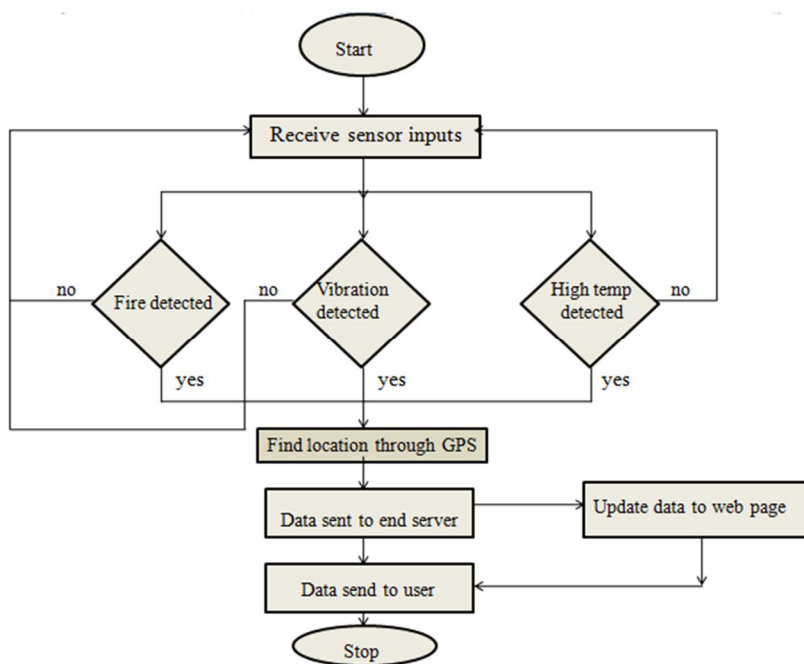 Start
Receive sensor inputs
no
Fire detected
no
Vibration
detected
High temp
detected
no
yes
yes
yes
Find location through GPS
Data sent to end server
Update data to web page
Data send to user
Stop